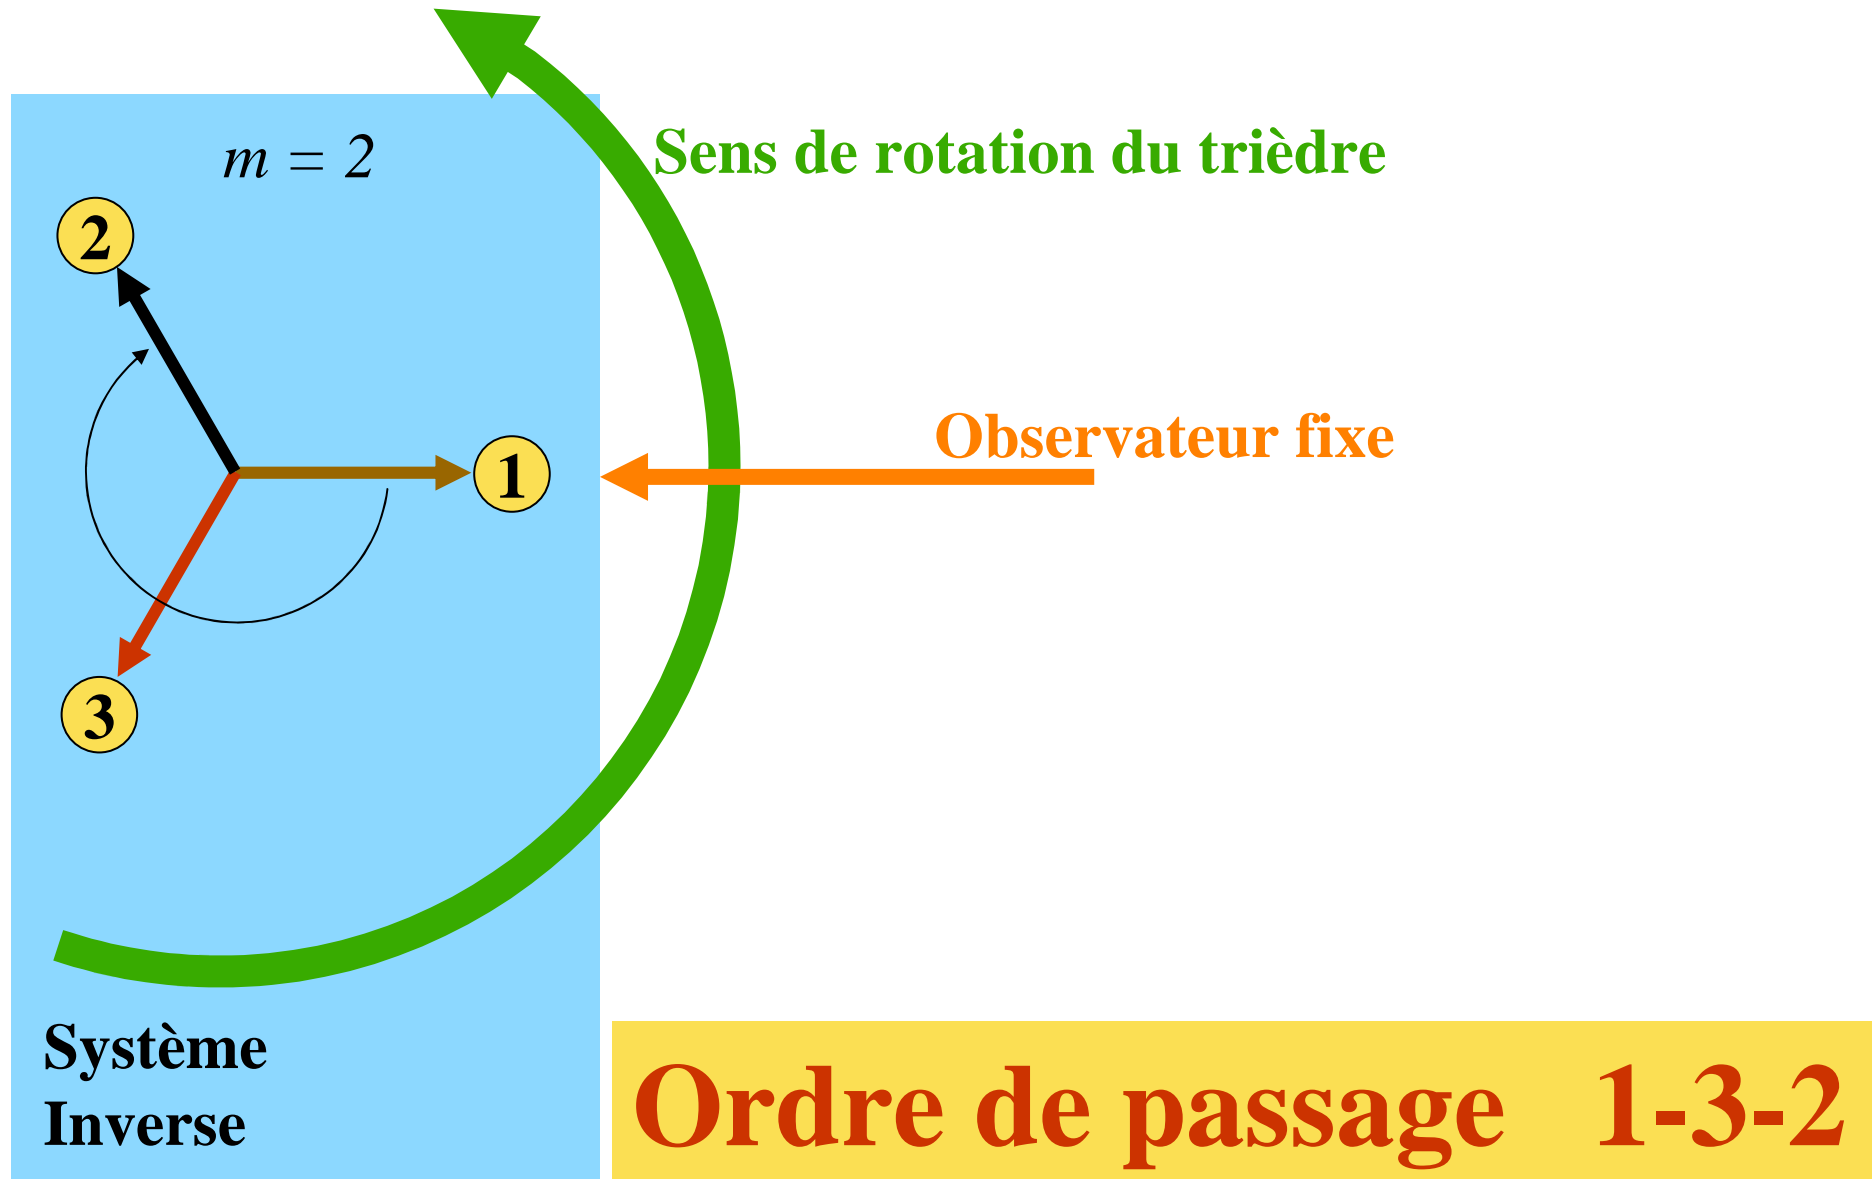 m = 2
Sens de rotation du trièdre
2
Observateur fixe
1
3
Système
Inverse
Ordre de passage 1-3-2